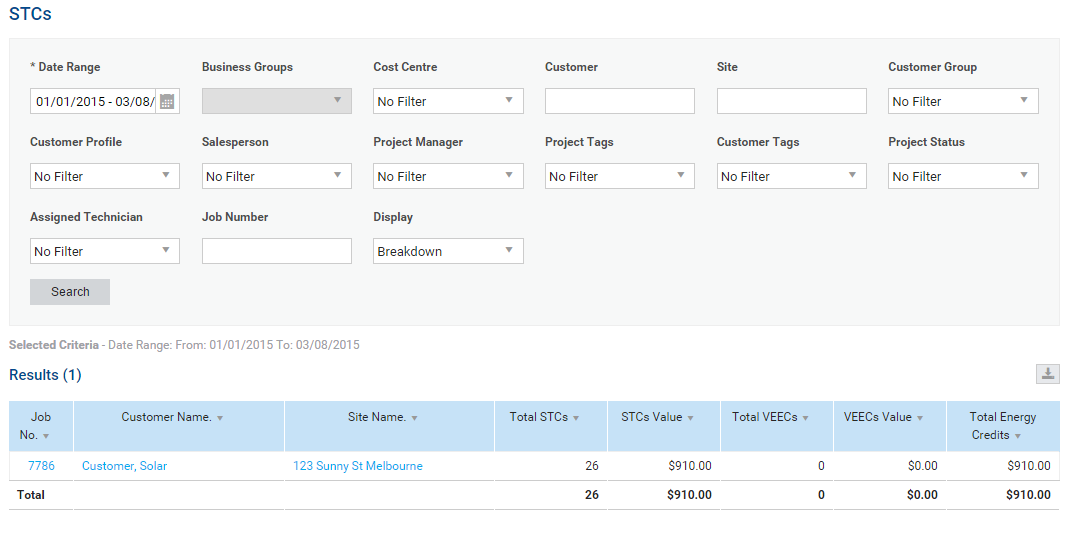 STCs
* Date Range Business Groups Cost Centre Customer Site Customer Group
01/01/2015 - 03/08/ No Filter No Filter
Customer Profile Salesperson Project Manager Project Tags Customer Tags Project Status
No Filter No Filter No Filter No Filter No Filter No Filter
Assigned Technician Job Number Display
No Filter Breakdown
Search
Selected Criteria - Date Range: From: 01/01/2015 To: 03/08/2015
Results (1)
Job No. Customer Name. Site Name. Total STCs STCs Value Total VEECs VEECs Value Total Energy Credits
7786 Customer, Solar 123 Sunny St Melbourne 26 $910.00 0 $0.00 $910.00
Total 26 $910.00 0 $0.00 $910.00